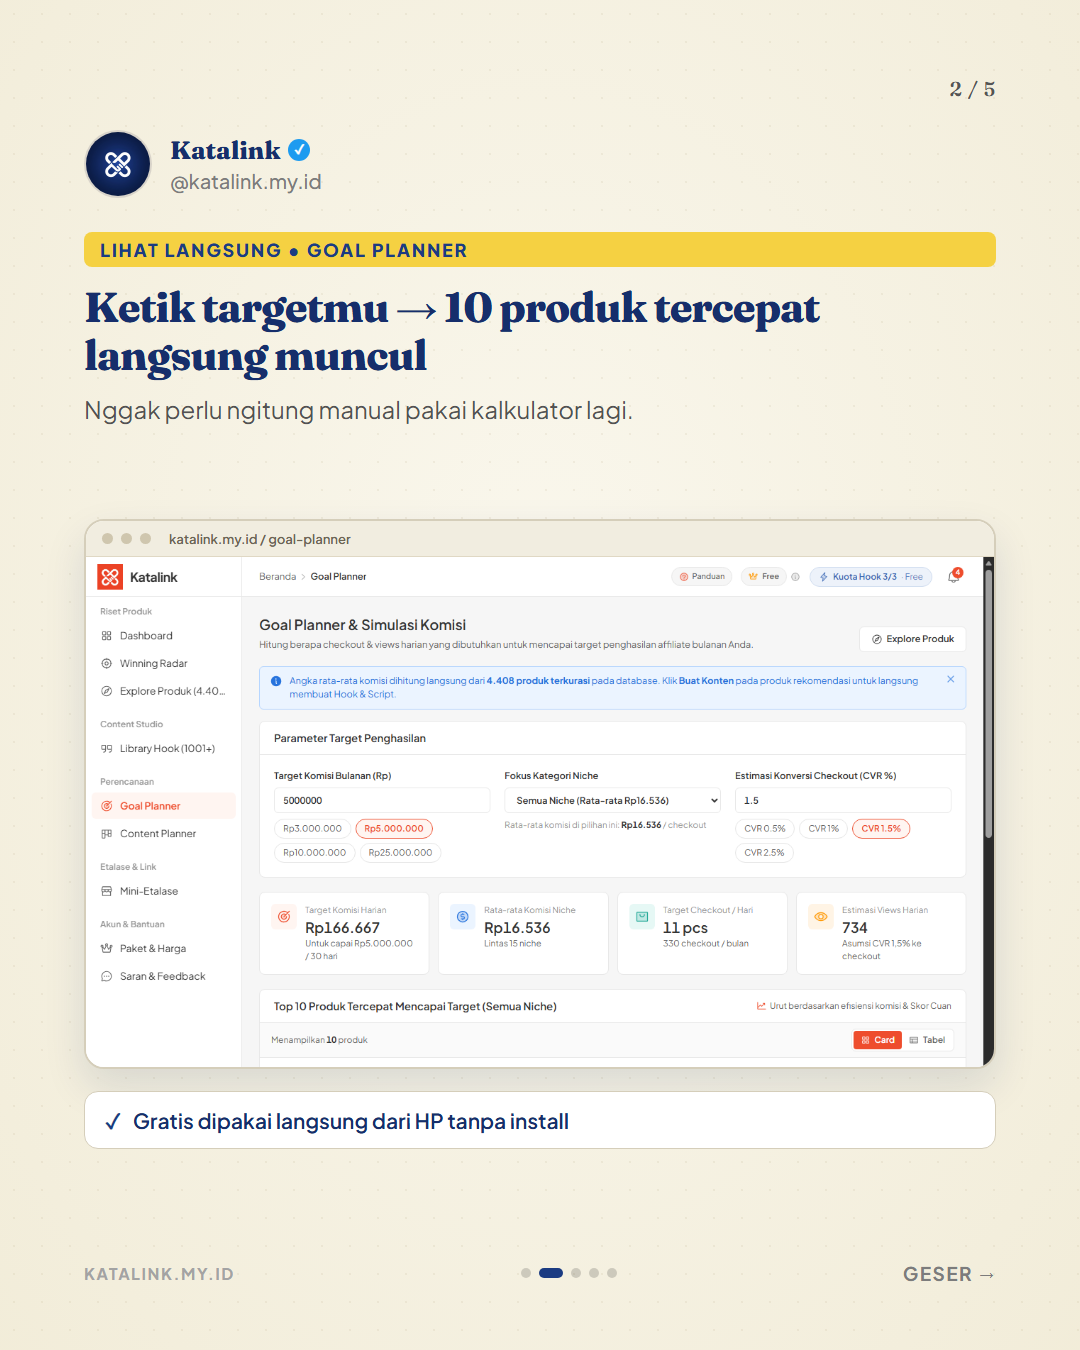 2 / 5
Katalink
@katalink.my.id
LIHAT LANGSUNG ● GOAL PLANNER
Ketik targetmu → 10 produk tercepat
langsung muncul
Nggak perlu ngitung manual pakai kalkulator lagi.
katalink.my.id / goal-planner
Katalink
Beranda > Goal Planner
Panduan
Free
Kuota Hook 3/3 · Free
4
Riset Produk
Dashboard
Winning Radar
Explore Produk (4.40...
Content Studio
Library Hook (1001+)
Perencanaan
Goal Planner
Content Planner
Etalase & Link
Mini-Etalase
Akun & Bantuan
Paket & Harga
Saran & Feedback
Goal Planner & Simulasi Komisi
Hitung berapa checkout & views harian yang dibutuhkan untuk mencapai target penghasilan affiliate bulanan Anda.
Explore Produk
Angka rata-rata komisi dihitung langsung dari 4.408 produk terkurasi pada database. Klik Buat Konten pada produk rekomendasi untuk langsung
membuat Hook & Script.
Parameter Target Penghasilan
Target Komisi Bulanan (Rp)
5000000
Rp3.000.000
Rp5.000.000
Rp10.000.000
Rp25.000.000
Fokus Kategori Niche
Semua Niche (Rata-rata Rp16.536)
Rata-rata komisi di pilihan ini: Rp16.536 / checkout
Estimasi Konversi Checkout (CVR %)
1.5
CVR 0.5%
CVR 1%
CVR 1.5%
CVR 2.5%
Target Komisi Harian
Rp166.667
Untuk capai Rp5.000.000
/ 30 hari
Rata-rata Komisi Niche
Rp16.536
Lintas 15 niche
Target Checkout / Hari
11 pcs
330 checkout / bulan
Estimasi Views Harian
734
Asumsi CVR 1.5% ke
checkout
Top 10 Produk Tercepat Mencapai Target (Semua Niche)
Urut berdasarkan efisiensi komisi & Skor Cuan
Menampilkan 10 produk
Card
Tabel
✓ Gratis dipakai langsung dari HP tanpa install
KATALINK.MY.ID
GESER →